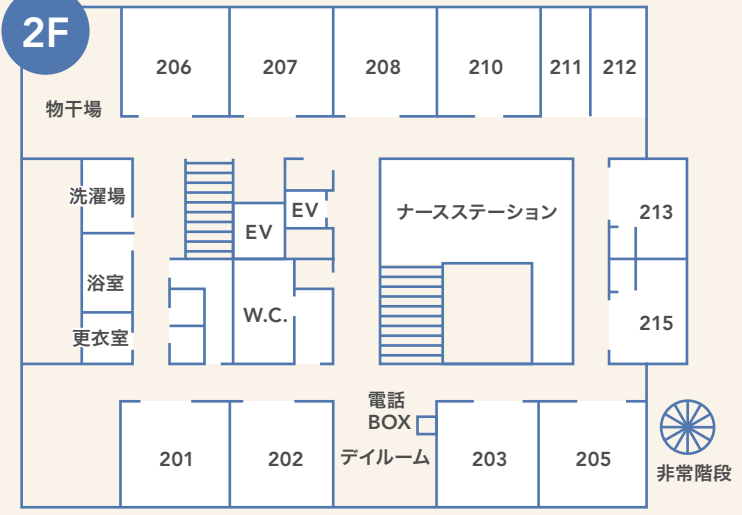 2F
206
207
208
210
211
212
物干場
洗濯場
EV
EV
ナースステーション
213
浴室
W.C.
更衣室
215
電話
BOX
デイルーム
201
202
203
205
非常階段